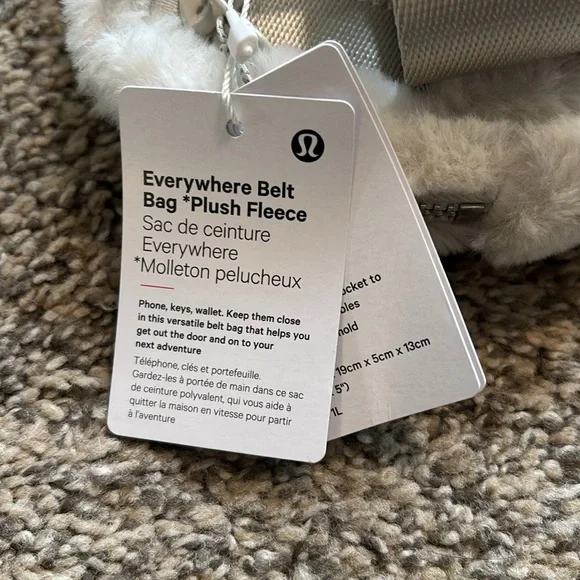 Everywhere Belt
Bag *Plush Fleece
Sac de ceinture
Everywhere
*Molleton pelucheux
Phone, keys, wallet. Keep them close
in this versatile belt bag that helps you
get out the door and on to your
next adventure
Téléphone, clés et portefeuille.
Gardez-les à portée de main dans ce sac
de ceinture polyvalent, qui vous aide à
quitter la maison en vitesse pour partir
à l'aventure
to
19cm x 5cm x 13cm
5")
1L